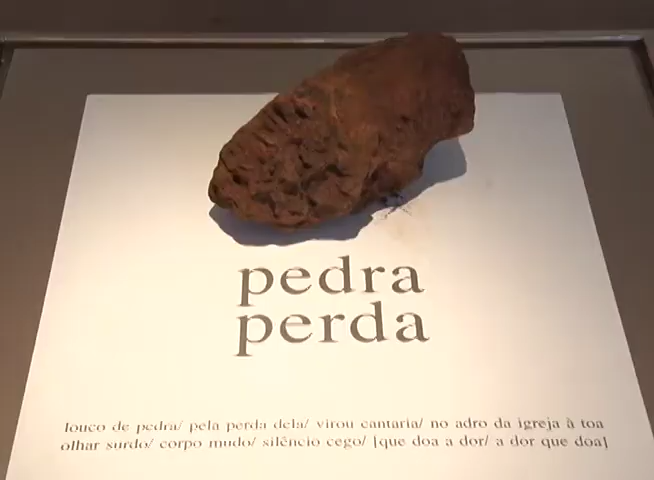 pedra
perda
louco de pedra/ pela perda dela/ virou cantaria/ no adro da igreja à toa
olhar surdo/ corpo mudo/ silêncio cego/ [que doa a dor/ a dor que doa]